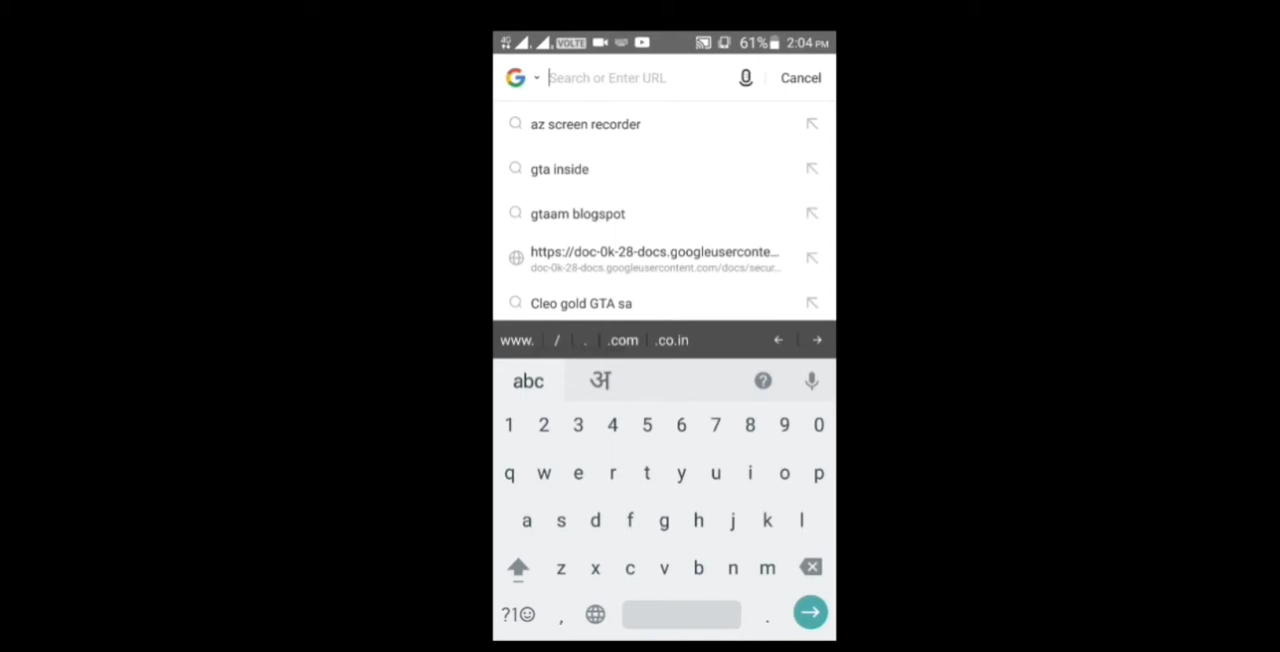 4G VOLTE 61% 2:04 PM
G Search or Enter URL Cancel
az screen recorder
gta inside
gtaam blogspot
https://doc-0k-28-docs.googleuserconte...
doc-0k-28-docs.googleusercontent.com/docs/secur...
Cleo gold GTA sa
www. / . .com .co.in ← →
abc अ ?
1 2 3 4 5 6 7 8 9 0
q w e r t y u i o p
a s d f g h j k l
z x c v b n m
?1☺ , . →